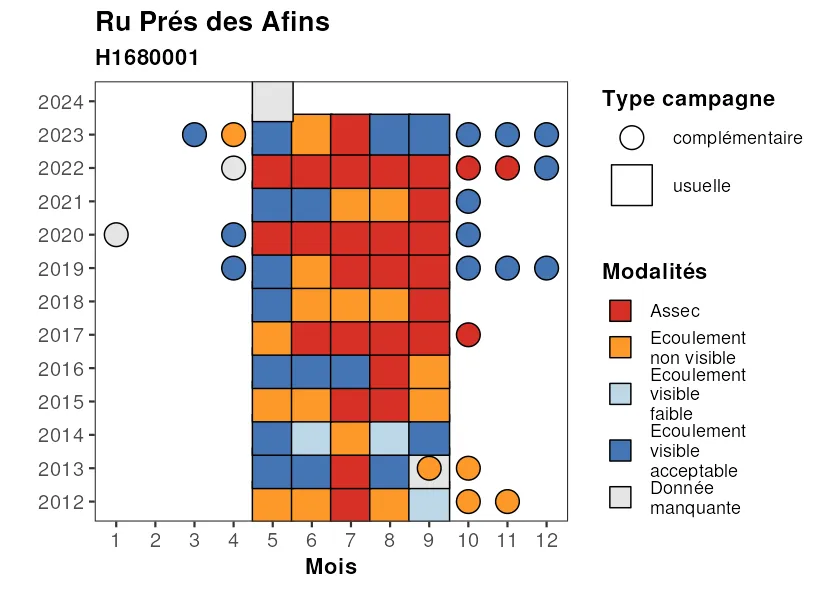 Ru Prés des Afins
H1680001
2024
2023
2022
2021
2020
2019
2018
2017
2016
2015
2014
2013
2012
1 2 3 4 5 6 7 8 9 10 11 12
Mois
Type campagne
complémentaire
usuelle
Modalités
Assec
Ecoulement
non visible
Ecoulement
visible
faible
Ecoulement
visible
acceptable
Donnée
manquante